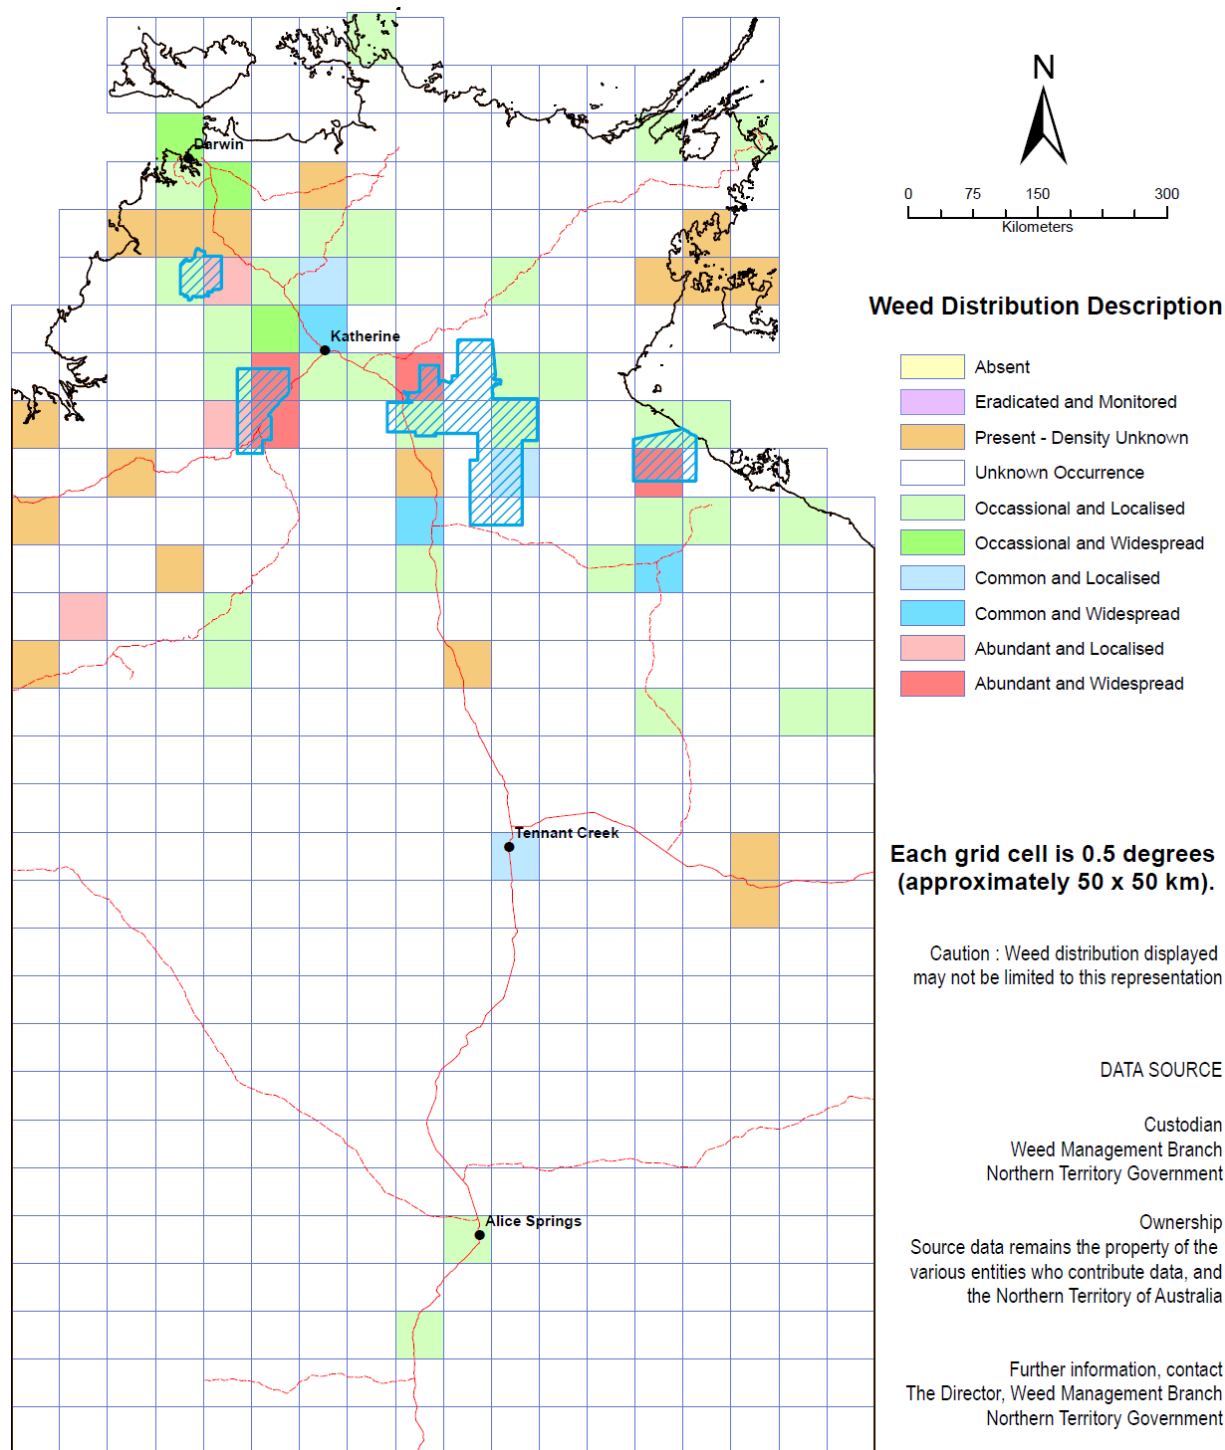 N
0 75 150 300
Kilometers
Darwin
Katherine
Tennant Creek
Alice Springs
Weed Distribution Description
Absent
Eradicated and Monitored
Present - Density Unknown
Unknown Occurrence
Occassional and Localised
Occassional and Widespread
Common and Localised
Common and Widespread
Abundant and Localised
Abundant and Widespread
Each grid cell is 0.5 degrees
(approximately 50 x 50 km).
Caution : Weed distribution displayed
may not be limited to this representation
DATA SOURCE
Custodian
Weed Management Branch
Northern Territory Government
Ownership
Source data remains the property of the
various entities who contribute data, and
the Northern Territory of Australia
Further information, contact
The Director, Weed Management Branch
Northern Territory Government